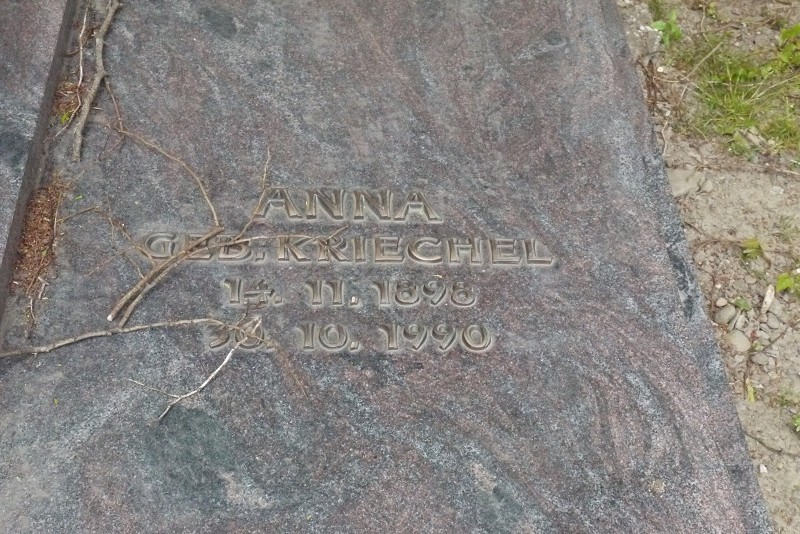 ANNA
GEB. KRIECHEL
14. 11. 1898
30. 10. 1990